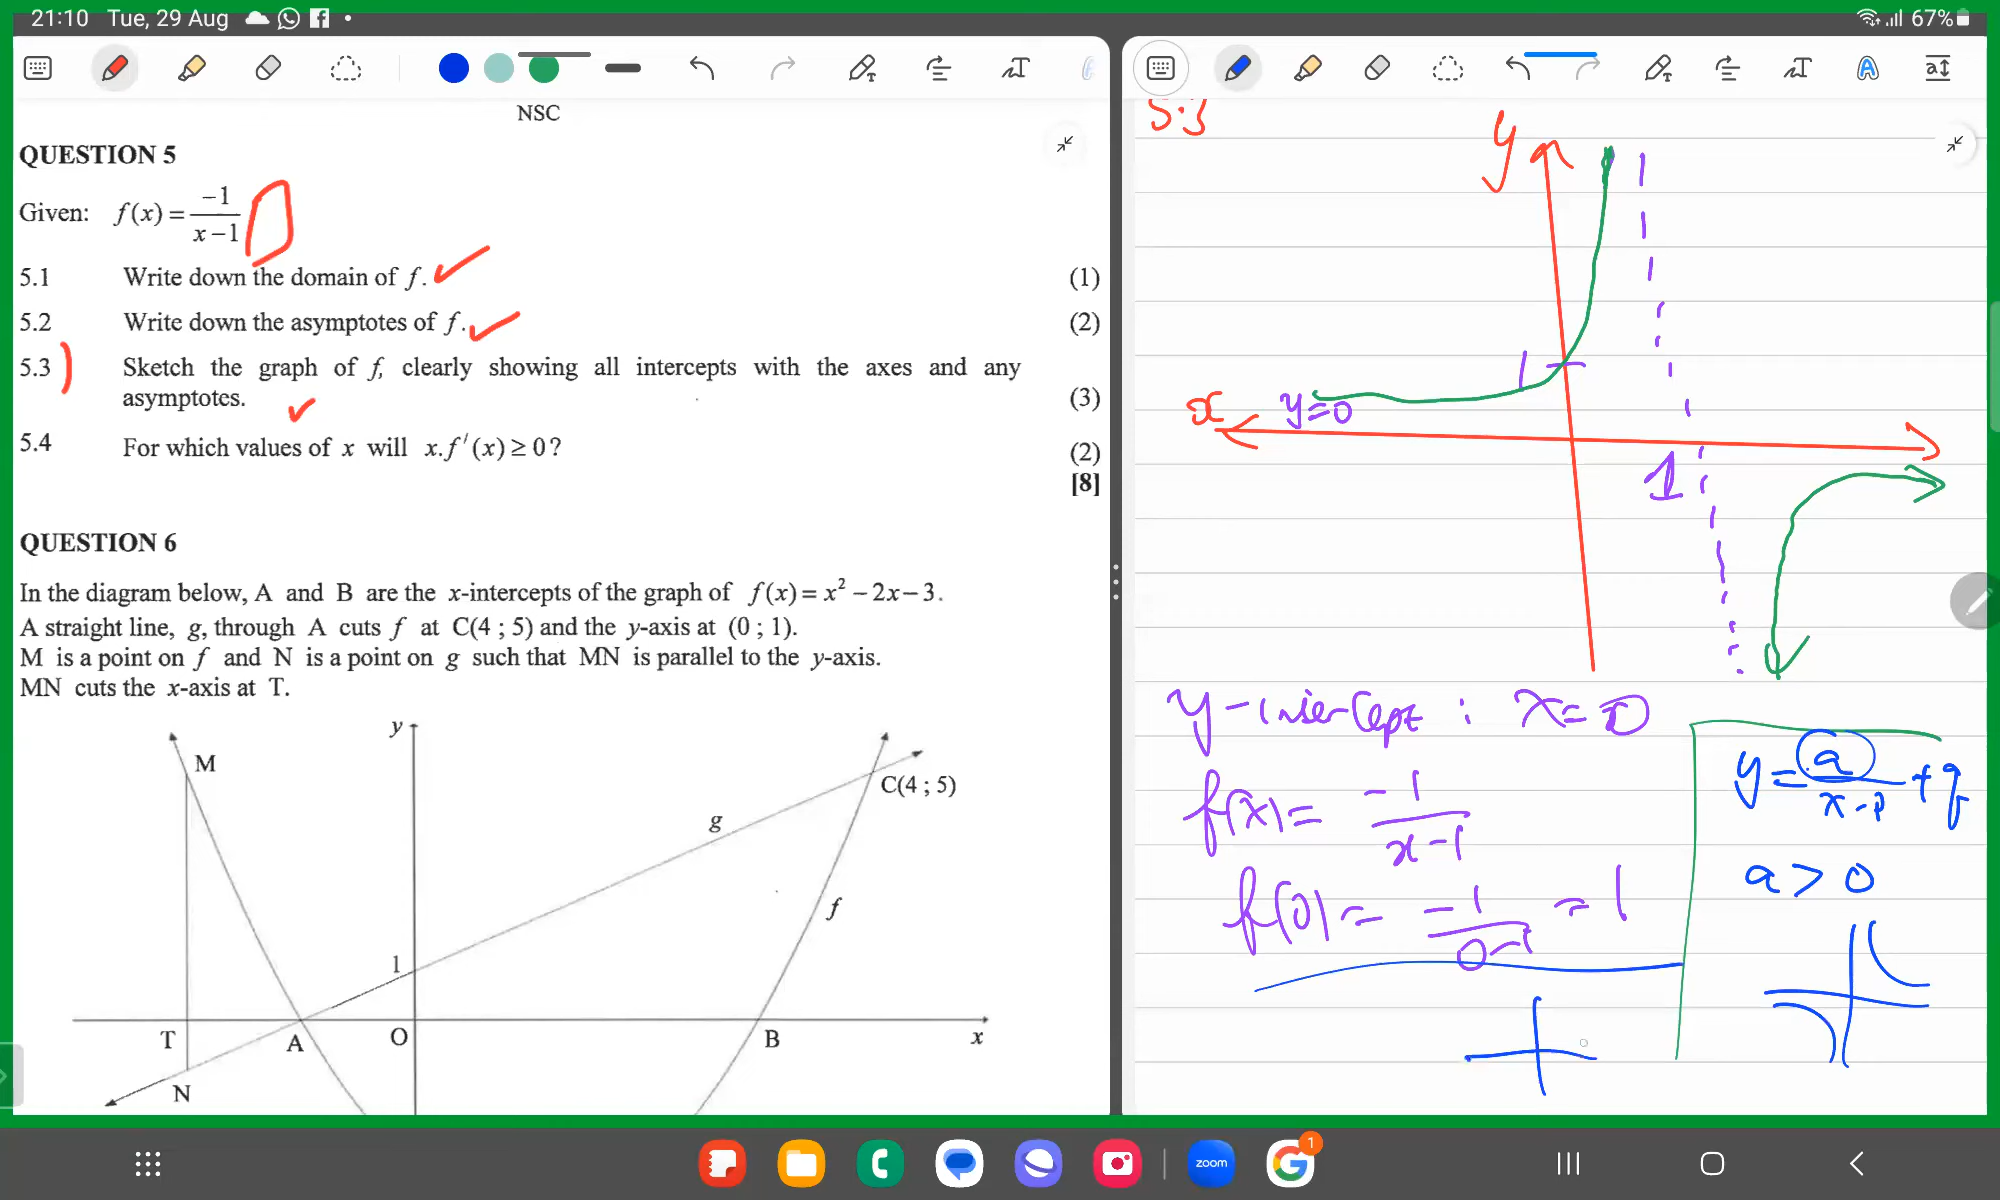 21:10 Tue, 29 Aug
67%
NSC
QUESTION 5
Given: f(x) = -1/(x-1)
5.1 Write down the domain of f. (1)
5.2 Write down the asymptotes of f. (2)
5.3 Sketch the graph of f, clearly showing all intercepts with the axes and any
asymptotes. (3)
5.4 For which values of x will x.f′(x) ≥ 0? (2)
[8]
QUESTION 6
In the diagram below, A and B are the x-intercepts of the graph of f(x) = x² − 2x − 3.
A straight line, g, through A cuts f at C(4 ; 5) and the y-axis at (0 ; 1).
M is a point on f and N is a point on g such that MN is parallel to the y-axis.
MN cuts the x-axis at T.
y
M
C(4 ; 5)
g
f
1
T A O B x
N
5.3
y
1
x y=0
1
y-intercept : x=0
f(x) = -1/(x-1)
f(0) = -1/(0-1) = 1
y = a/(x-p) + q
a > 0
zoom
1